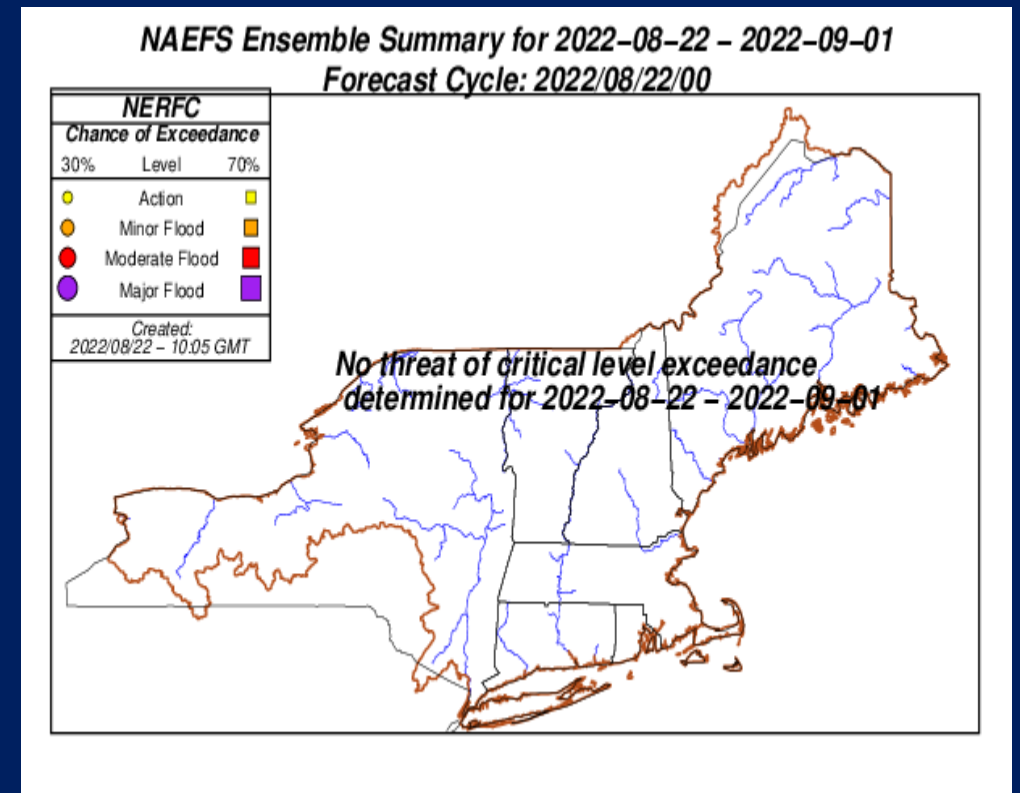 NAEFS Ensemble Summary for 2022–08–22 – 2022–09–01
Forecast Cycle: 2022/08/22/00
NERFC
Chance of Exceedance
30% Level 70%
Action
Minor Flood
Moderate Flood
Major Flood
Created:
2022/08/22 – 10:05 GMT
No threat of critical level exceedance
determined for 2022–08–22 – 2022–09–01